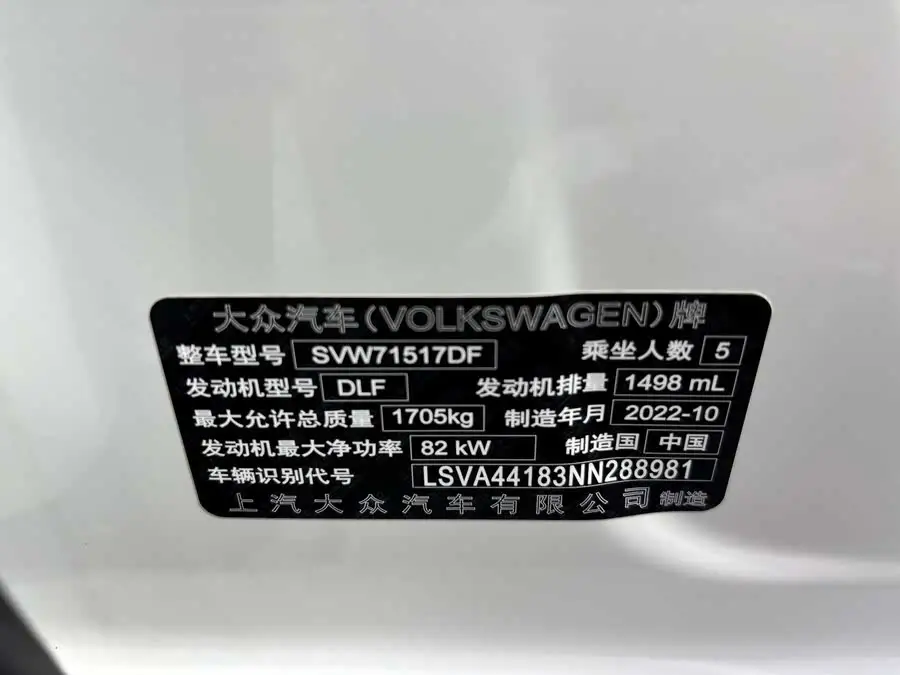 大众汽车(VOLKSWAGEN)牌
整车型号 SVW71517DF 乘坐人数 5
发动机型号 DLF 发动机排量 1498 mL
最大允许总质量 1705kg 制造年月 2022-10
发动机最大净功率 82 kW 制造国 中国
车辆识别代号 LSVA44183NN288981
上汽大众汽车有限公司 制造